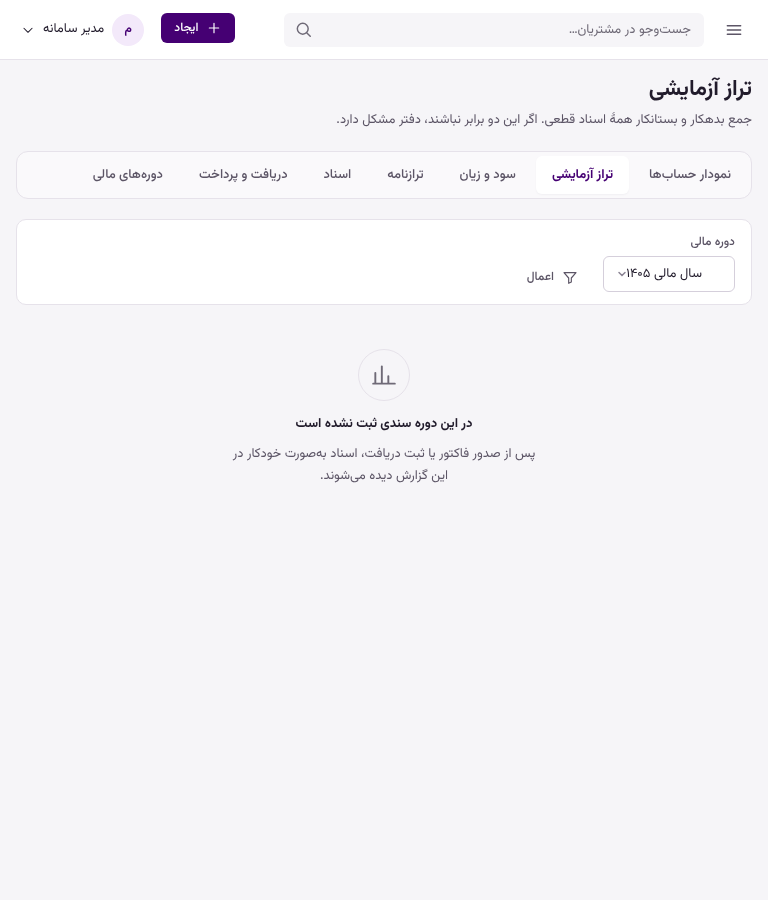 جست‌وجو در مشتریان...
ایجاد
م
مدیر سامانه
تراز آزمایشی
جمع بدهکار و بستانکار همهٔ اسناد قطعی. اگر این دو برابر نباشند، دفتر مشکل دارد.
نمودار حساب‌ها
تراز آزمایشی
سود و زیان
ترازنامه
اسناد
دریافت و پرداخت
دوره‌های مالی
دوره مالی
سال مالی ۱۴۰۵
اعمال
در این دوره سندی ثبت نشده است
پس از صدور فاکتور یا ثبت دریافت، اسناد به‌صورت خودکار در
این گزارش دیده می‌شوند.